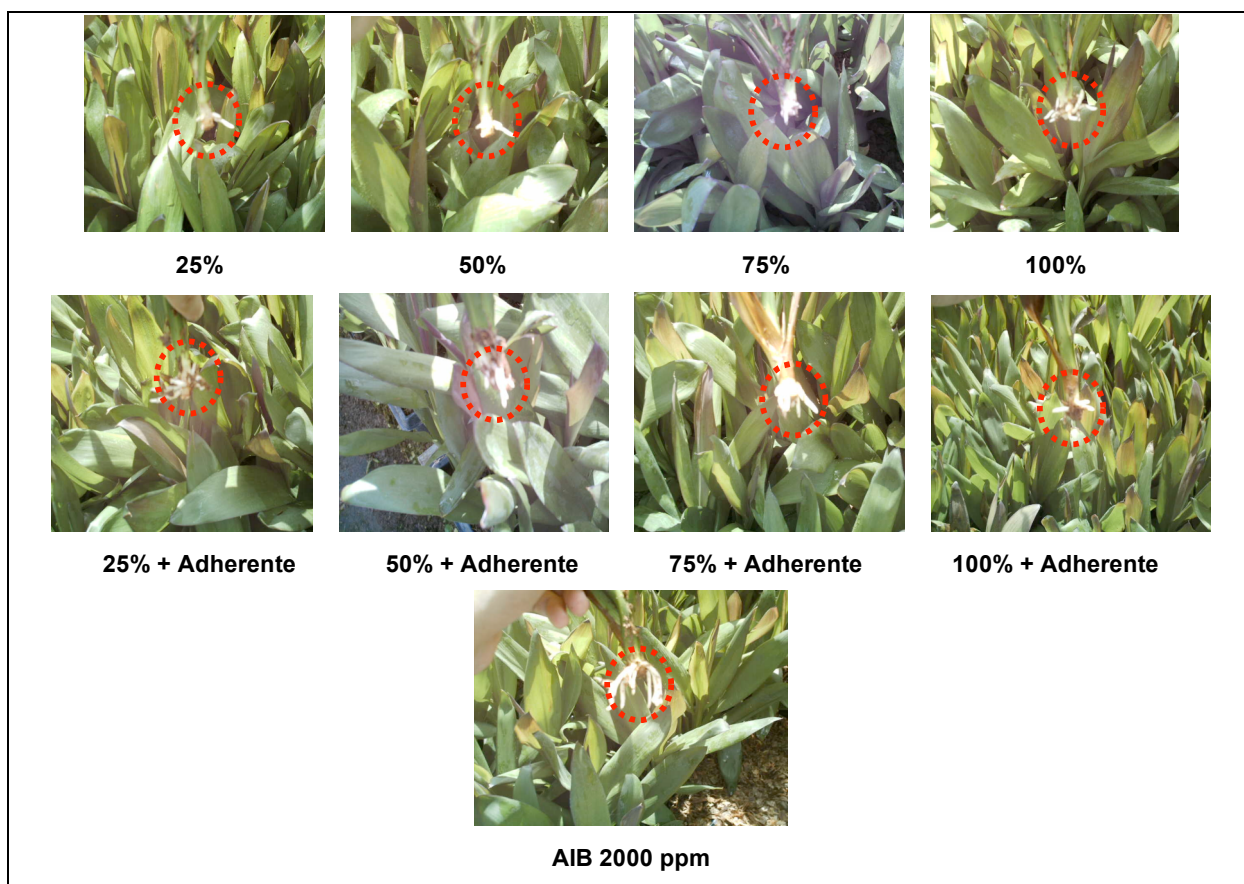 25%
50%
75%
100%
25% + Adherente
50% + Adherente
75% + Adherente
100% + Adherente
AIB 2000 ppm